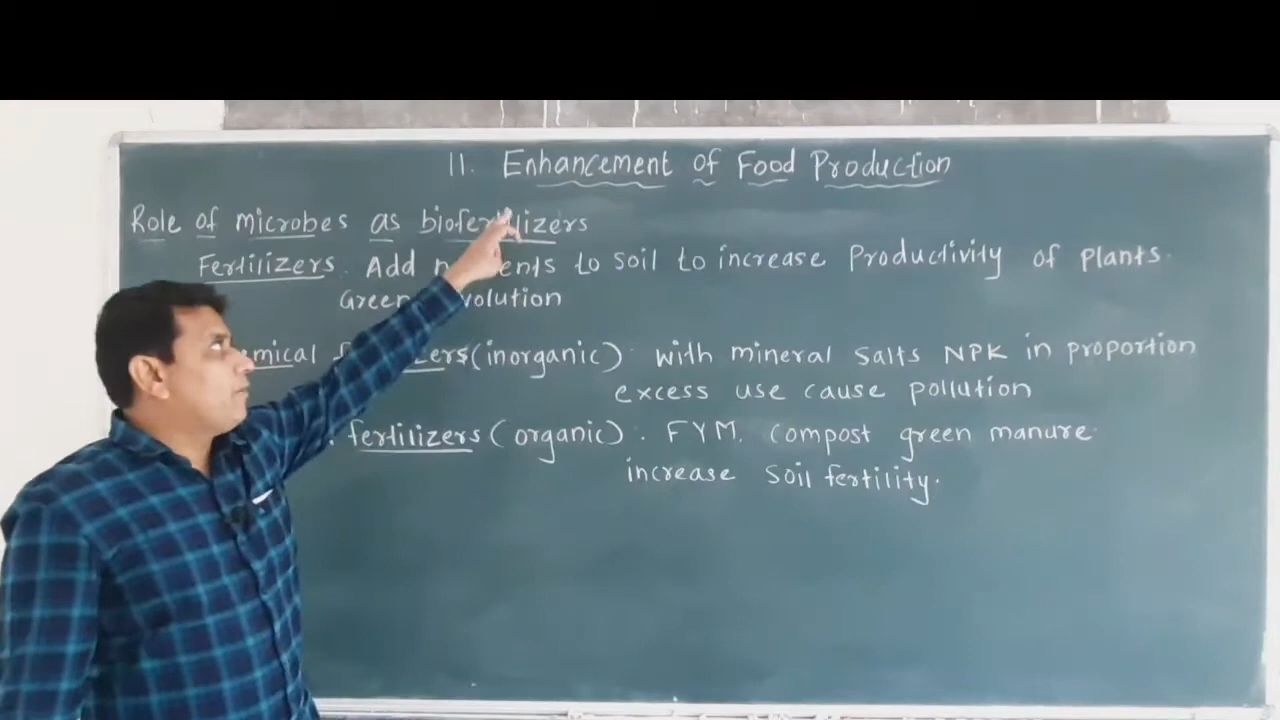 11. Enhancement of Food Production
Role of microbes as biofertilizers
Fertilizers. Add to soil to increase Productivity of Plants.
Green
(inorganic). with mineral salts NPK in proportion
excess use cause pollution
fertilizers (organic). FYM. compost green manure.
increase soil fertility.